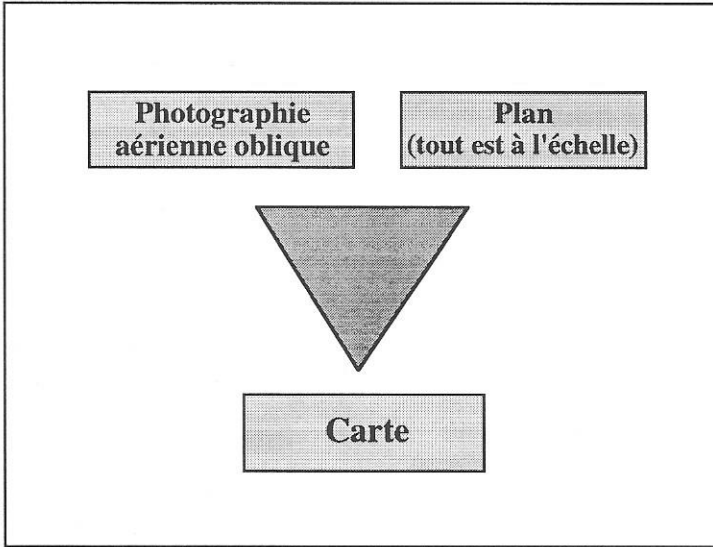 Photographie
aérienne oblique
Plan
(tout est à l'échelle)
Carte